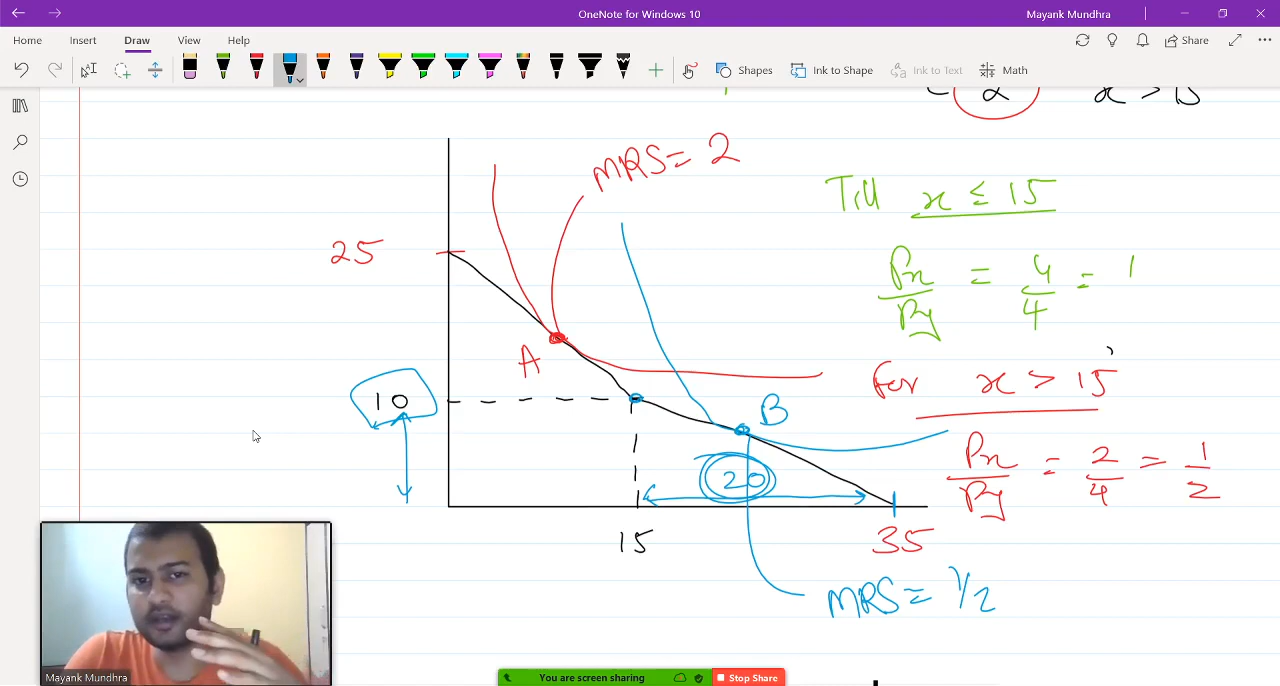 OneNote for Windows 10
Mayank Mundhra
Home Insert Draw View Help
Share
Shapes
Ink to Shape
Ink to Text
Math
2 x > 15
MRS = 2
Till x ≤ 15
25
Px/Py = 4/4 = 1
A
For x > 15
10
B
Px/Py = 2/4 = 1/2
20
15
35
MRS = 1/2
Mayank Mundhra
You are screen sharing
Stop Share